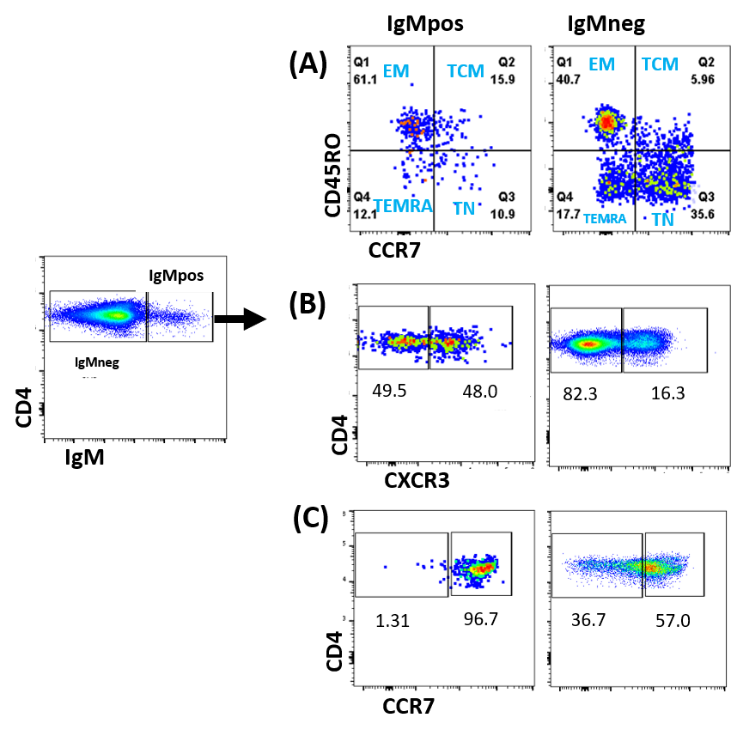 IgMpos
IgMneg
(A)
Q1
61.1
EM
TCM
Q2
15.9
Q4
12.1
TEMRA
TN
Q3
10.9
CD45RO
CCR7
Q1
40.7
EM
TCM
Q2
5.96
Q4
17.7
TEMRA
TN
Q3
35.6
IgMpos
IgMneg
CD4
IgM
(B)
49.5
48.0
82.3
16.3
CD4
CXCR3
(C)
1.31
96.7
36.7
57.0
CD4
CCR7